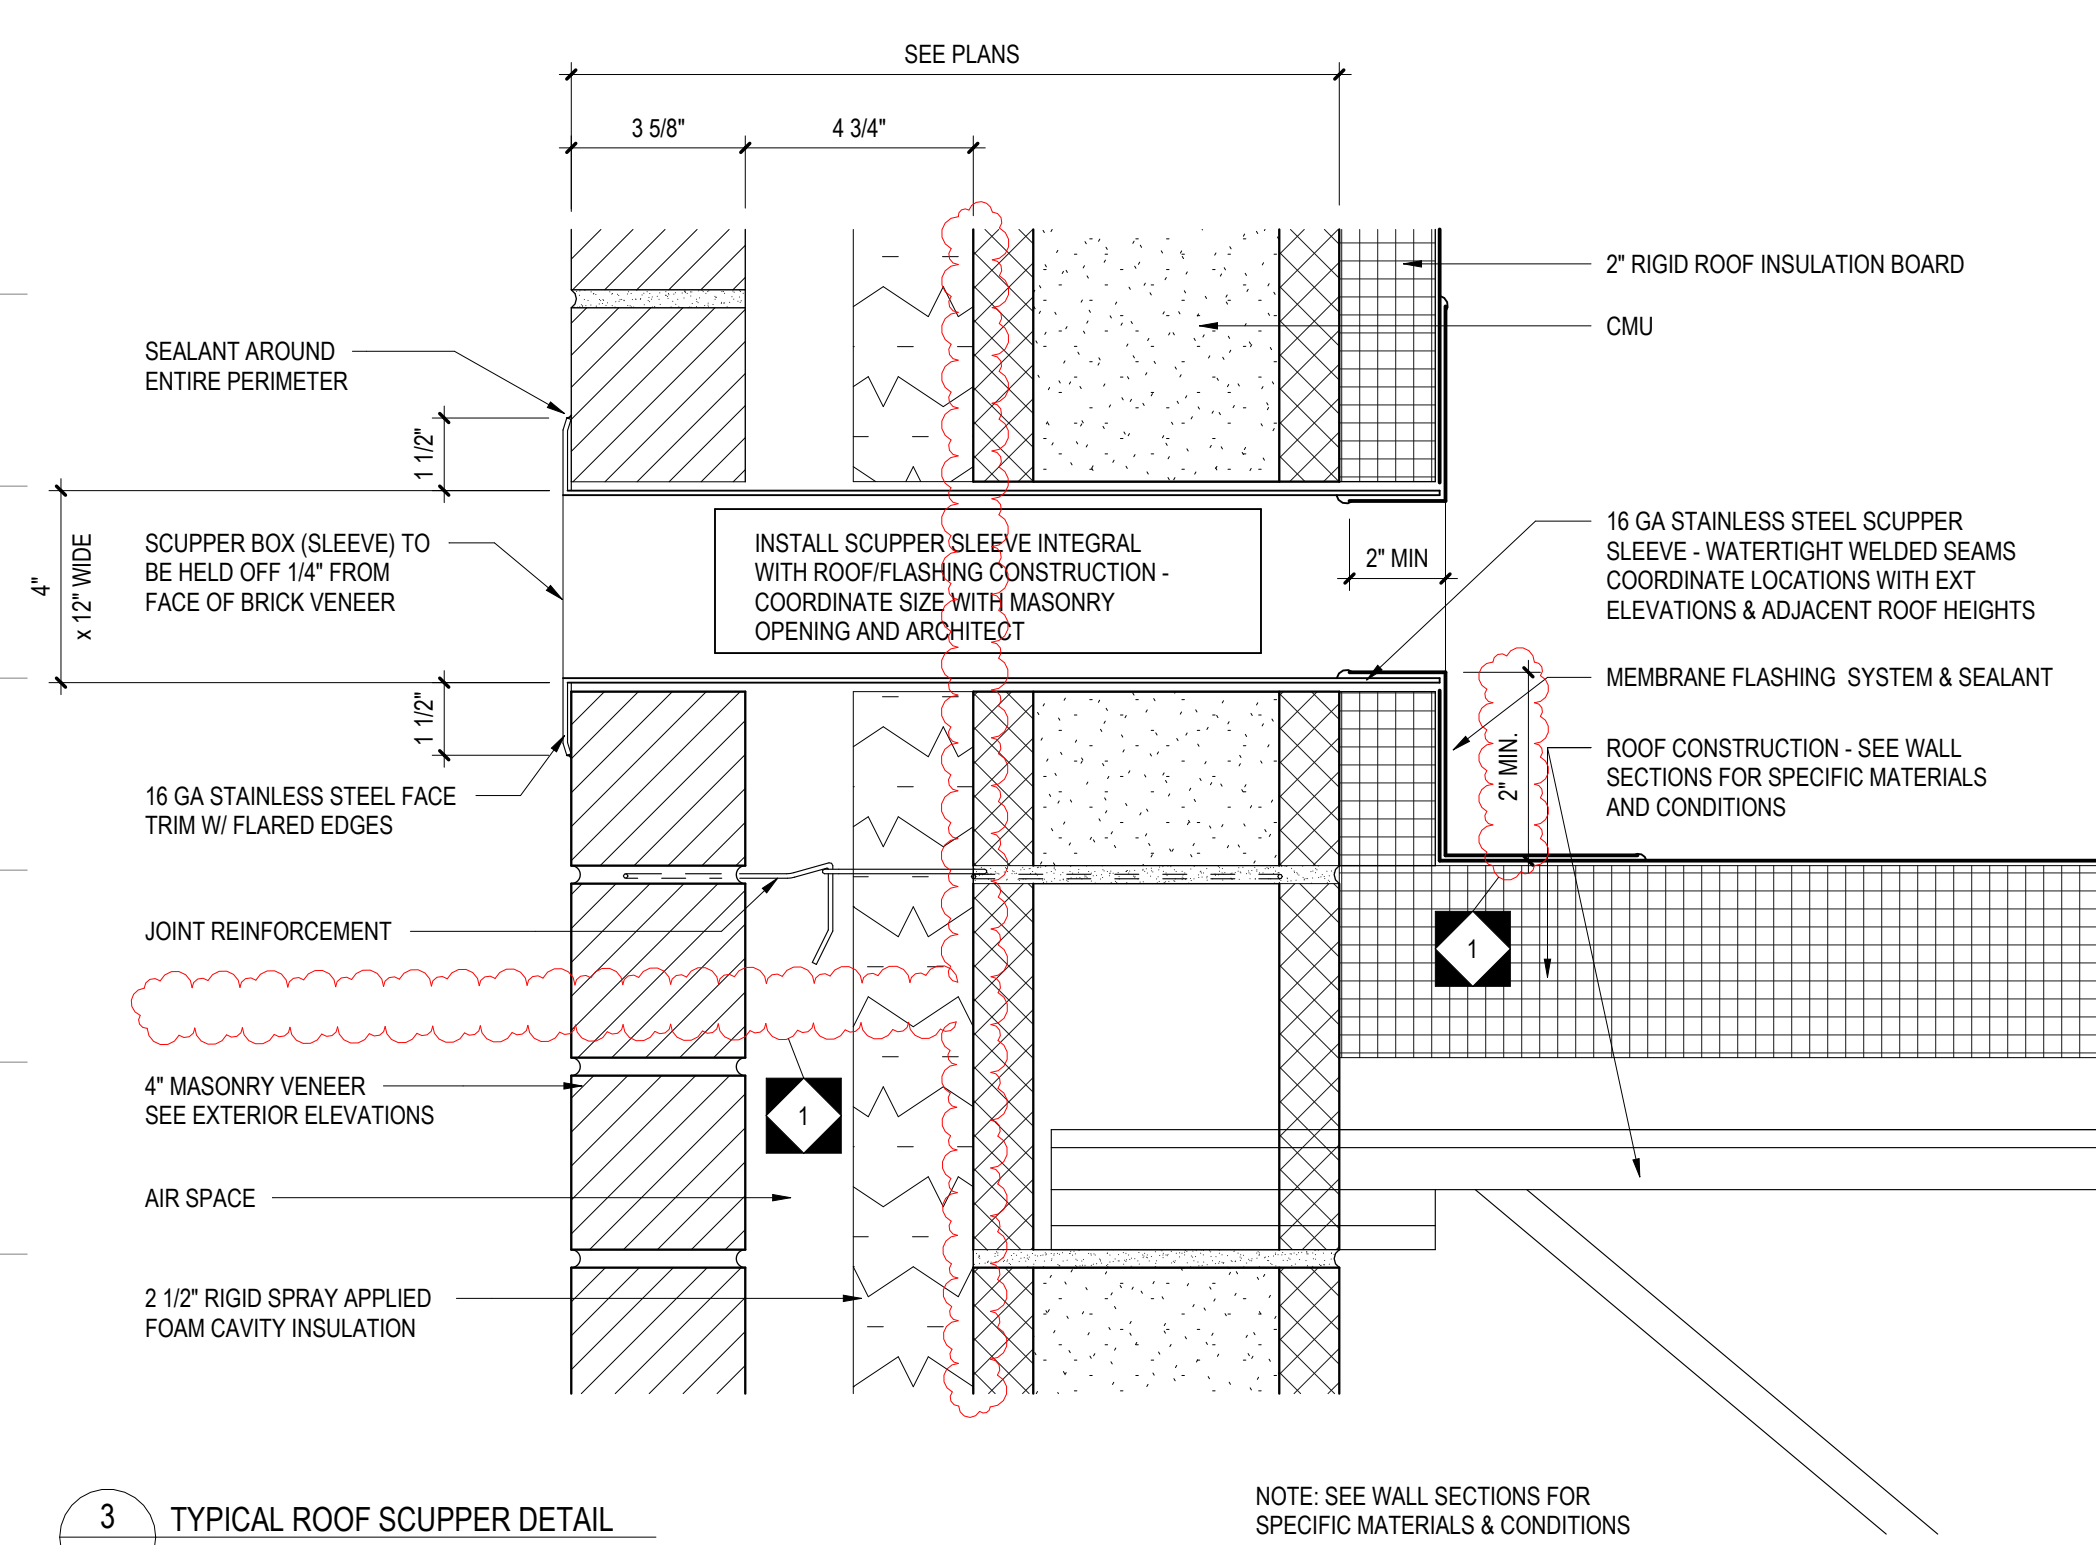 SEE PLANS
3 5/8"
4 3/4"
2" RIGID ROOF INSULATION BOARD
CMU
SEALANT AROUND
ENTIRE PERIMETER
1 1/2"
4"
x 12" WIDE
SCUPPER BOX (SLEEVE) TO
BE HELD OFF 1/4" FROM
FACE OF BRICK VENEER
INSTALL SCUPPER SLEEVE INTEGRAL
WITH ROOF/FLASHING CONSTRUCTION -
COORDINATE SIZE WITH MASONRY
OPENING AND ARCHITECT
2" MIN
16 GA STAINLESS STEEL SCUPPER
SLEEVE - WATERTIGHT WELDED SEAMS
COORDINATE LOCATIONS WITH EXT
ELEVATIONS & ADJACENT ROOF HEIGHTS
MEMBRANE FLASHING SYSTEM & SEALANT
1 1/2"
2" MIN.
ROOF CONSTRUCTION - SEE WALL
SECTIONS FOR SPECIFIC MATERIALS
AND CONDITIONS
16 GA STAINLESS STEEL FACE
TRIM W/ FLARED EDGES
JOINT REINFORCEMENT
1
4" MASONRY VENEER
SEE EXTERIOR ELEVATIONS
1
AIR SPACE
2 1/2" RIGID SPRAY APPLIED
FOAM CAVITY INSULATION
3
TYPICAL ROOF SCUPPER DETAIL
NOTE: SEE WALL SECTIONS FOR
SPECIFIC MATERIALS & CONDITIONS